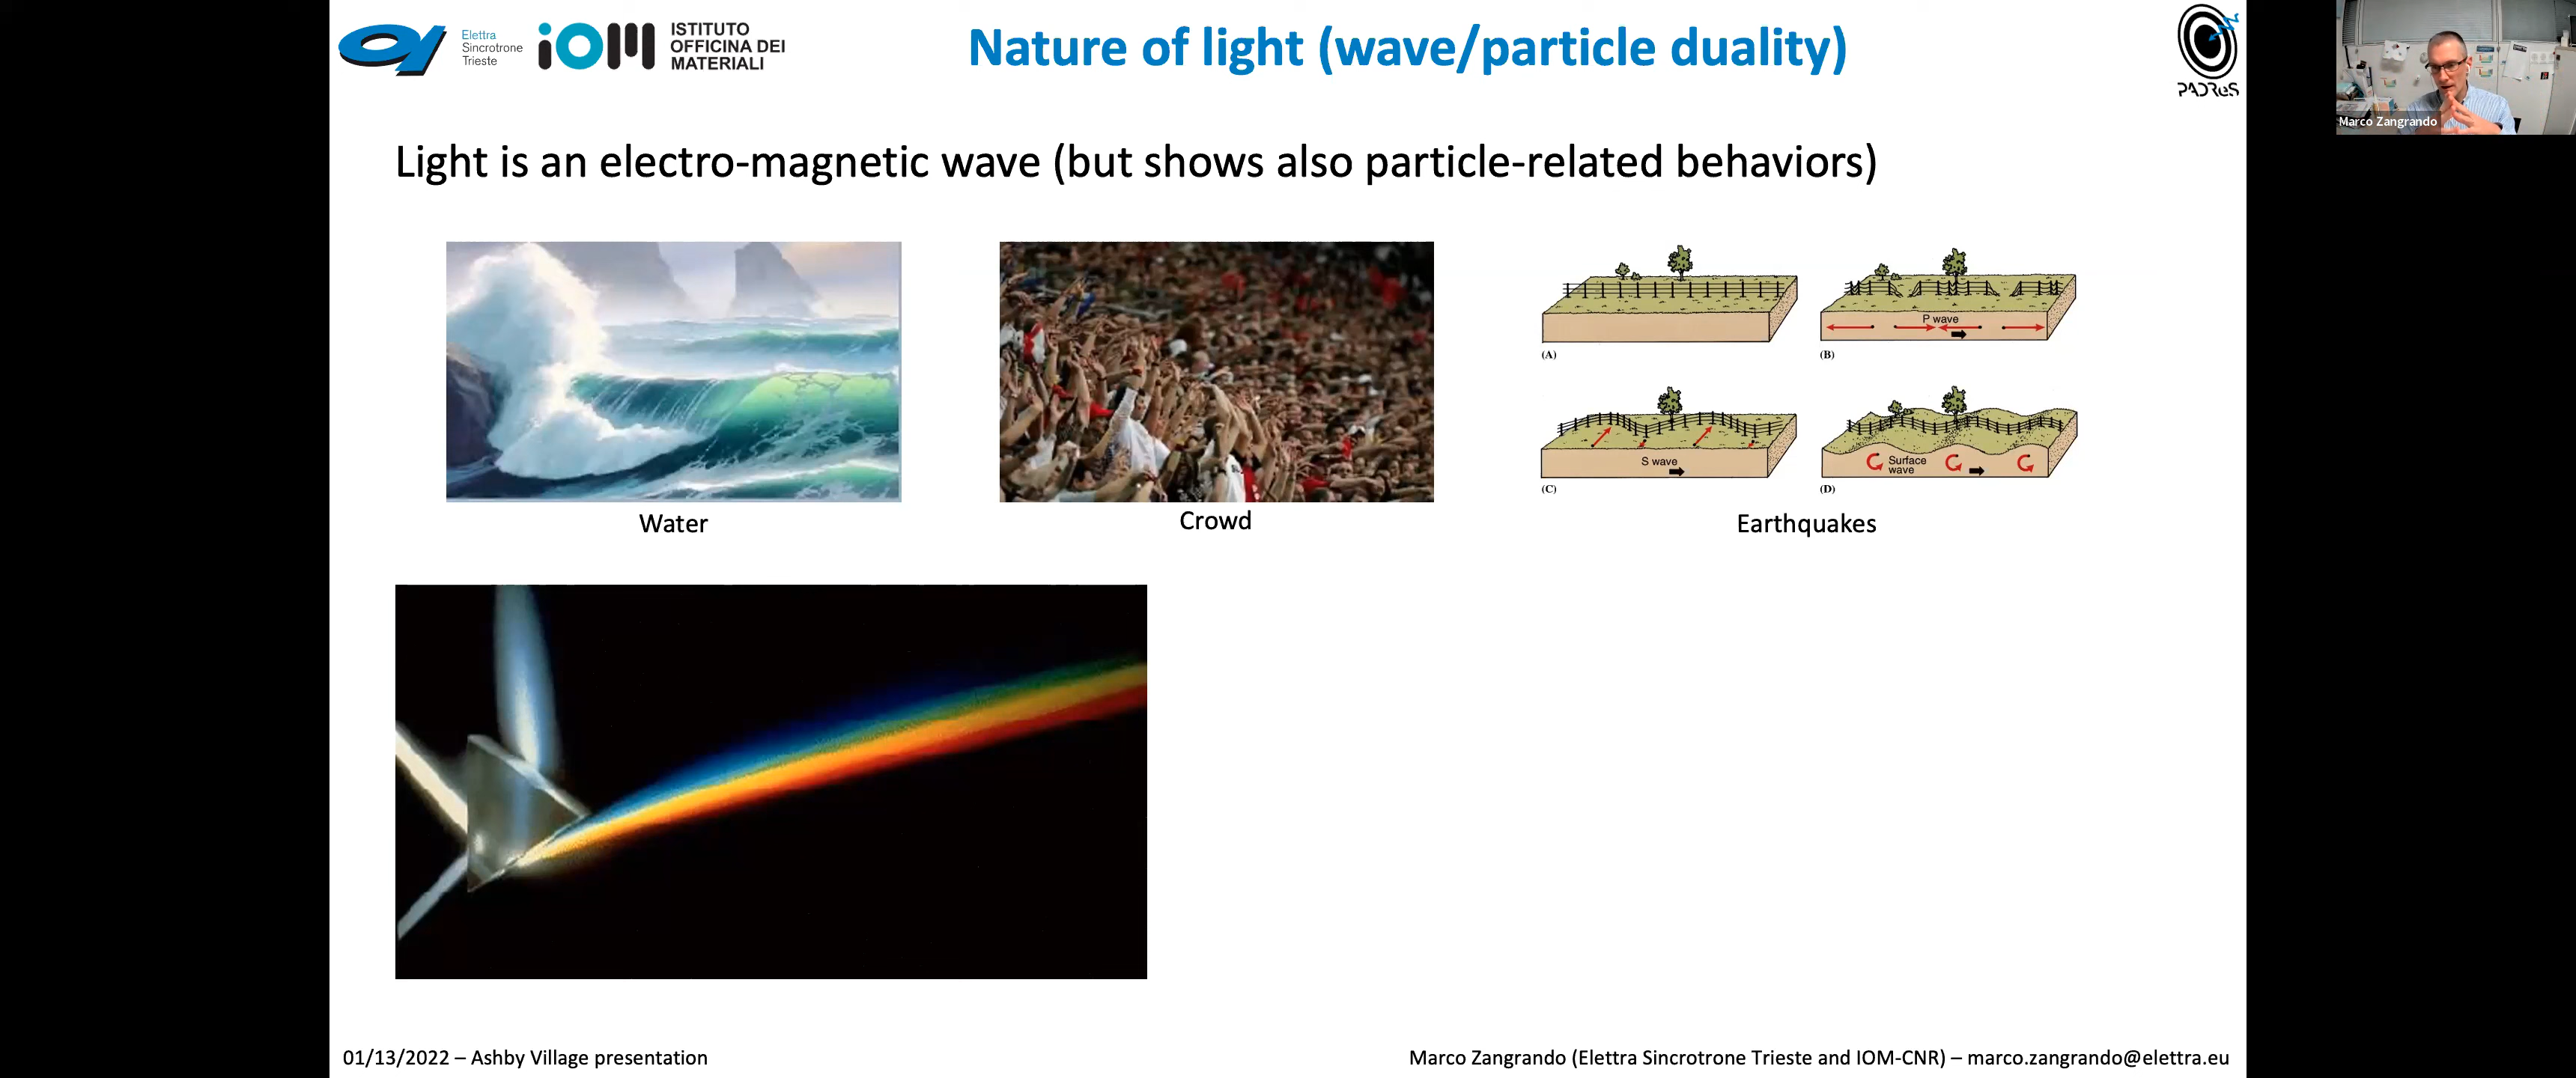 Elettra
Sincrotrone
Trieste
iOM
ISTITUTO
OFFICINA DEI
MATERIALI
Nature of light (wave/particle duality)
PADReS
Marco Zangrando
Light is an electro-magnetic wave (but shows also particle-related behaviors)
(A)
P wave
(B)
S wave
(C)
Surface
wave
(D)
Water
Crowd
Earthquakes
01/13/2022 – Ashby Village presentation
Marco Zangrando (Elettra Sincrotrone Trieste and IOM-CNR) – marco.zangrando@elettra.eu